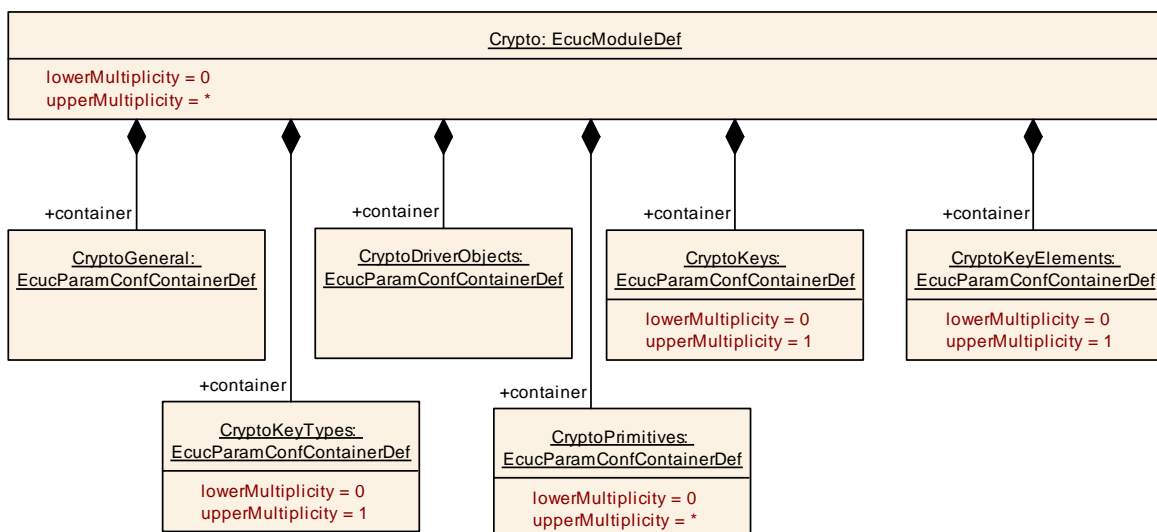 Crypto: EcucModuleDef
lowerMultiplicity = 0
upperMultiplicity = *
+container
+container
+container
+container
CryptoGeneral:
EcucParamConfContainerDef
CryptoDriverObjects:
EcucParamConfContainerDef
CryptoKeys:
EcucParamConfContainerDef
lowerMultiplicity = 0
upperMultiplicity = 1
CryptoKeyElements:
EcucParamConfContainerDef
lowerMultiplicity = 0
upperMultiplicity = 1
+container
+container
CryptoKeyTypes:
EcucParamConfContainerDef
lowerMultiplicity = 0
upperMultiplicity = 1
CryptoPrimitives:
EcucParamConfContainerDef
lowerMultiplicity = 0
upperMultiplicity = *